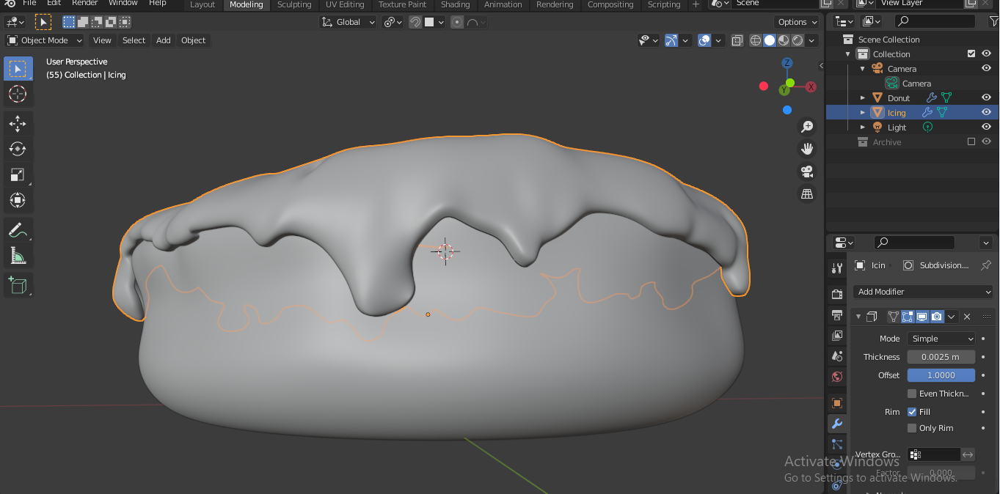 File Edit Render Window Help Layout Modeling Sculpting UV Editing Texture Paint Shading Animation Rendering Compositing Scripting + Scene View Layer
Global Options
Object Mode View Select Add Object
User Perspective
(55) Collection | Icing
Z
X
Y
Scene Collection
Collection
Camera
Camera
Donut
Icing
Light
Archive
Icin Subdivision....
Add Modifier
Mode Simple
Thickness 0.0025 m
Offset 1.0000
Even Thickn...
Rim Fill
Only Rim
Vertex Gro...
Factor 0.000
Activate Windows
Go to Settings to activate Windows.